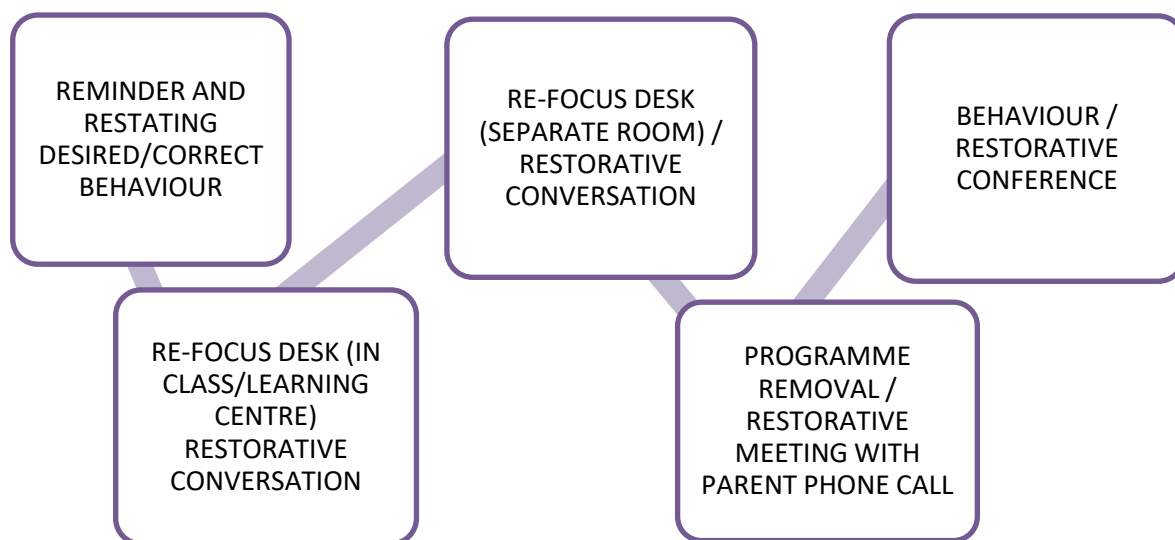 REMINDER AND
RESTATING
DESIRED/CORRECT
BEHAVIOUR
RE-FOCUS DESK (IN
CLASS/LEARNING
CENTRE)
RESTORATIVE
CONVERSATION
RE-FOCUS DESK
(SEPARATE ROOM) /
RESTORATIVE
CONVERSATION
PROGRAMME
REMOVAL /
RESTORATIVE
MEETING WITH
PARENT PHONE CALL
BEHAVIOUR /
RESTORATIVE
CONFERENCE